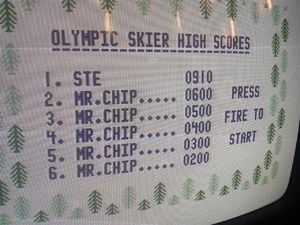 OLYMPIC SKIER HIGH SCORES
1. STE 0910
2. MR.CHIP..... 0600 PRESS
3. MR.CHIP..... 0500 FIRE TO
4. MR.CHIP..... 0400 START
5. MR.CHIP..... 0300
6. MR.CHIP..... 0200